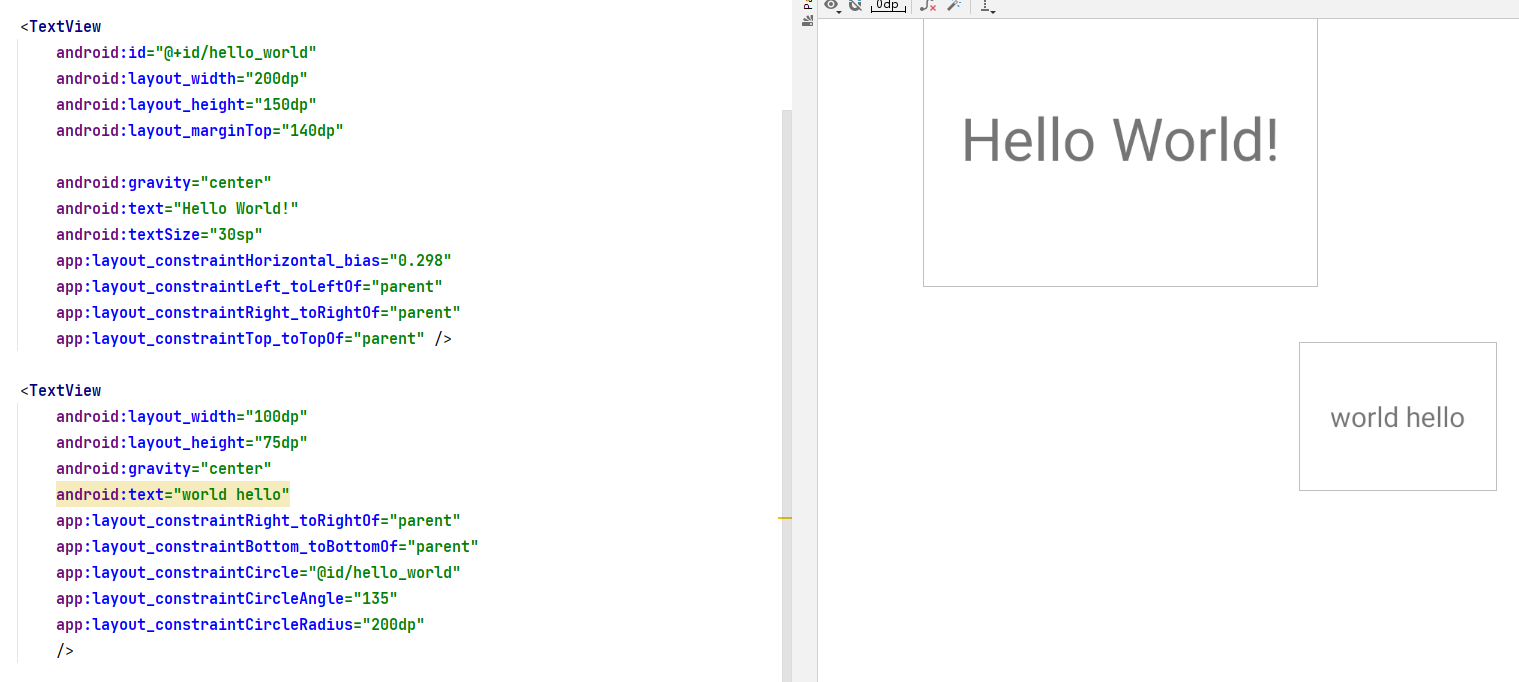 <TextView
android:id="@+id/hello_world"
android:layout_width="200dp"
android:layout_height="150dp"
android:layout_marginTop="140dp"
android:gravity="center"
android:text="Hello World!"
android:textSize="30sp"
app:layout_constraintHorizontal_bias="0.298"
app:layout_constraintLeft_toLeftOf="parent"
app:layout_constraintRight_toRightOf="parent"
app:layout_constraintTop_toTopOf="parent" />
<TextView
android:layout_width="100dp"
android:layout_height="75dp"
android:gravity="center"
android:text="world hello"
app:layout_constraintRight_toRightOf="parent"
app:layout_constraintBottom_toBottomOf="parent"
app:layout_constraintCircle="@id/hello_world"
app:layout_constraintCircleAngle="135"
app:layout_constraintCircleRadius="200dp"
/>
0dp
Hello World!
world hello